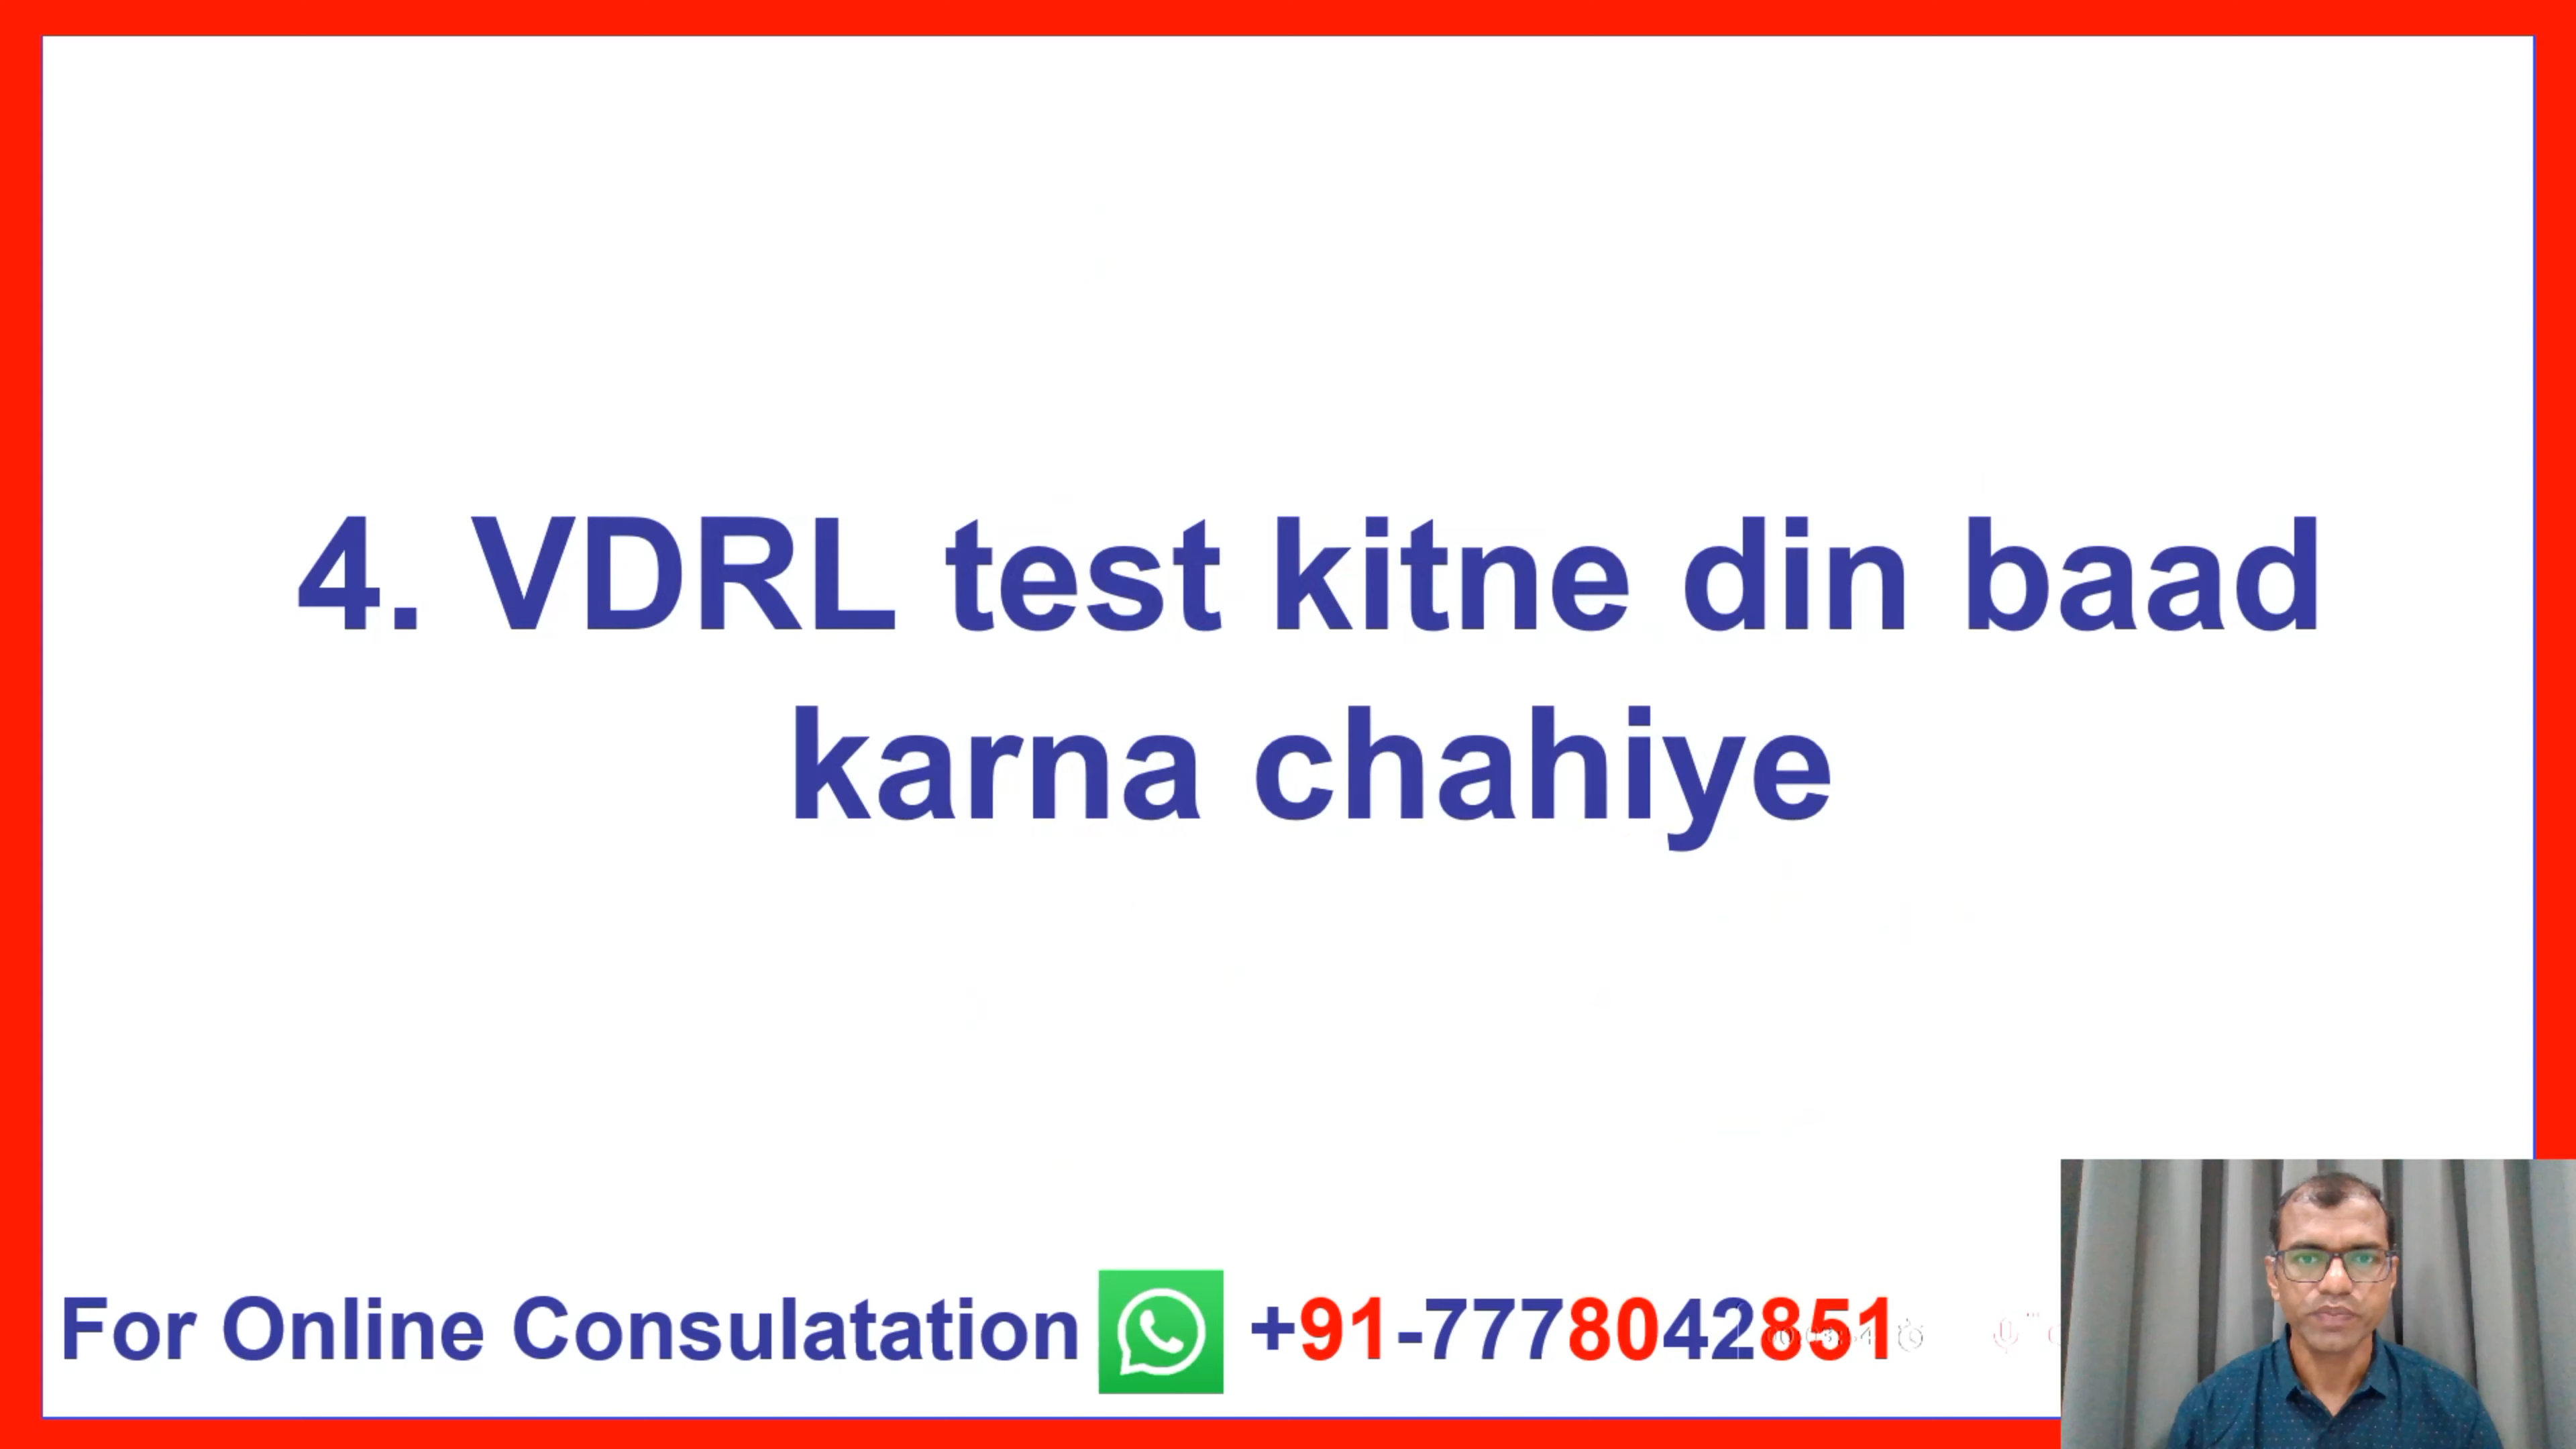 4. VDRL test kitne din baad
karna chahiye
For Online Consulatation +91-7778042851